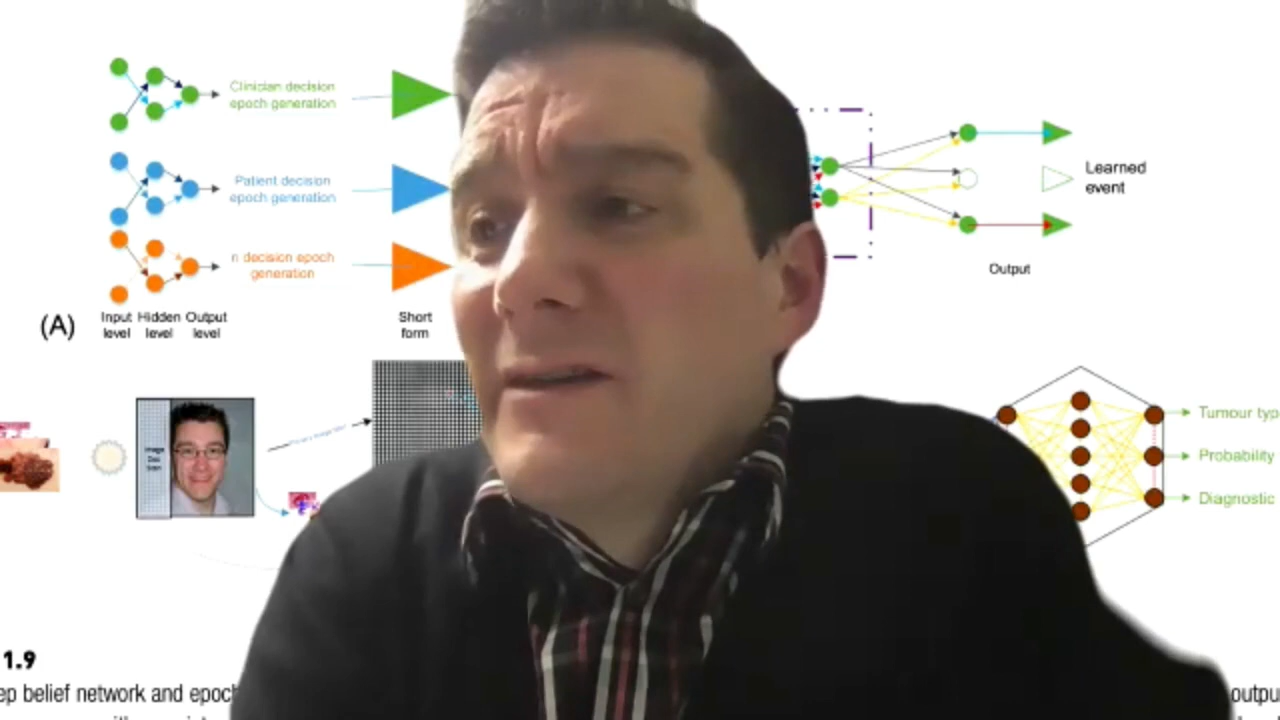 Clinician decision
epoch generation
Patient decision
epoch generation
n decision epoch
generation
(A)
Input
level
Hidden
level
Output
level
Short
form
Learned
event
Output
Tumour typ
Probability
Diagnostic
1.9
ep belief network and epoch
outpu